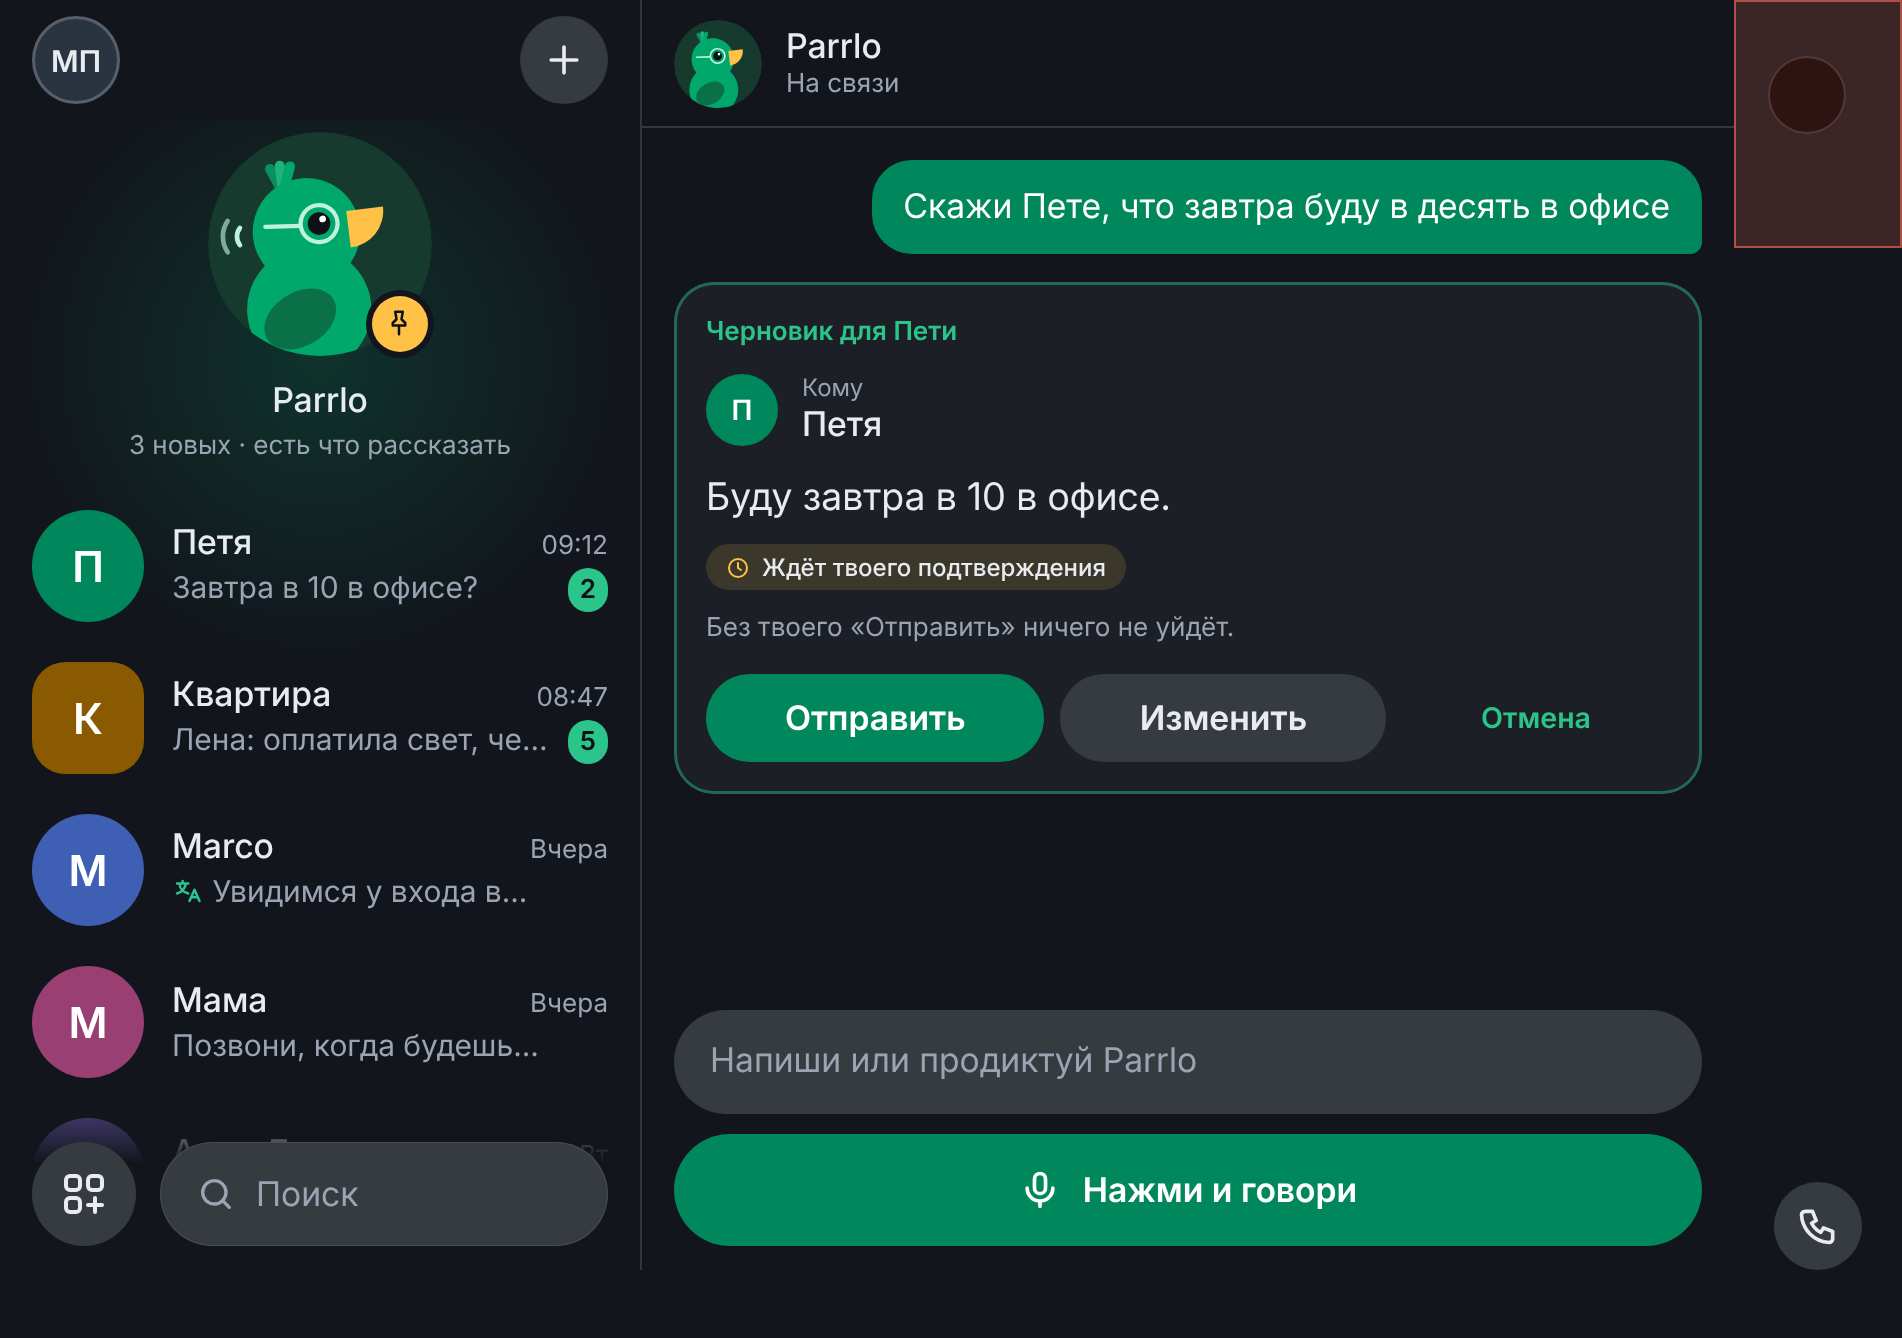 МП
Parrlo
3 новых · есть что рассказать
П
Петя
09:12
Завтра в 10 в офисе?
2
К
Квартира
08:47
Лена: оплатила свет, че...
5
M
Marco
Вчера
Увидимся у входа в...
М
Мама
Вчера
Позвони, когда будешь...
Поиск
Parrlo
На связи
Скажи Пете, что завтра буду в десять в офисе
Черновик для Пети
П
Кому
Петя
Буду завтра в 10 в офисе.
Ждёт твоего подтверждения
Без твоего «Отправить» ничего не уйдёт.
Отправить
Изменить
Отмена
Напиши или продиктуй Parrlo
Нажми и говори